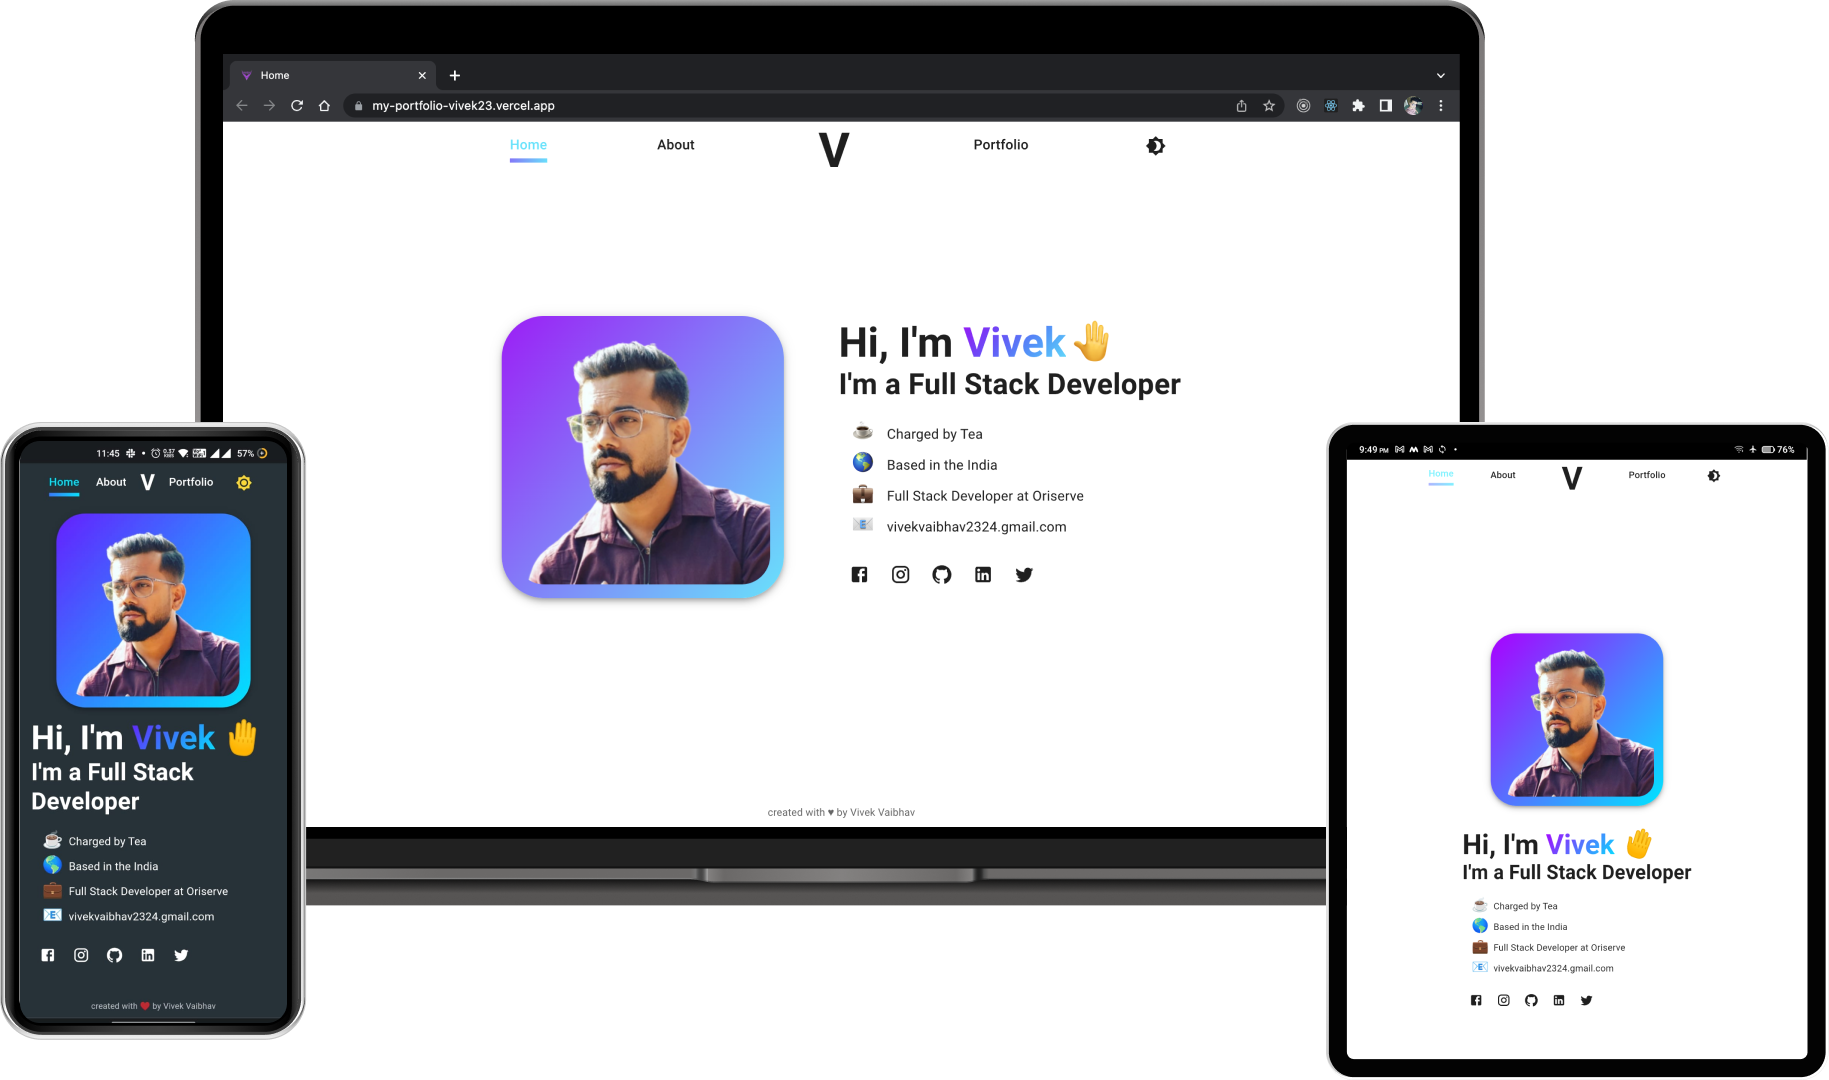 Home
my-portfolio-vivek23.vercel.app
Home About V Portfolio
Hi, I'm Vivek 🤚
I'm a Full Stack Developer
Charged by Tea
Based in the India
Full Stack Developer at Oriserve
vivekvaibhav2324.gmail.com
created with ♥ by Vivek Vaibhav
11:45 57%
Home About V Portfolio
Hi, I'm Vivek 🤚
I'm a Full Stack
Developer
Charged by Tea
Based in the India
Full Stack Developer at Oriserve
vivekvaibhav2324.gmail.com
created with ❤️ by Vivek Vaibhav
9:49 PM 76%
Home About V Portfolio
Hi, I'm Vivek 🤚
I'm a Full Stack Developer
Charged by Tea
Based in the India
Full Stack Developer at Oriserve
vivekvaibhav2324.gmail.com